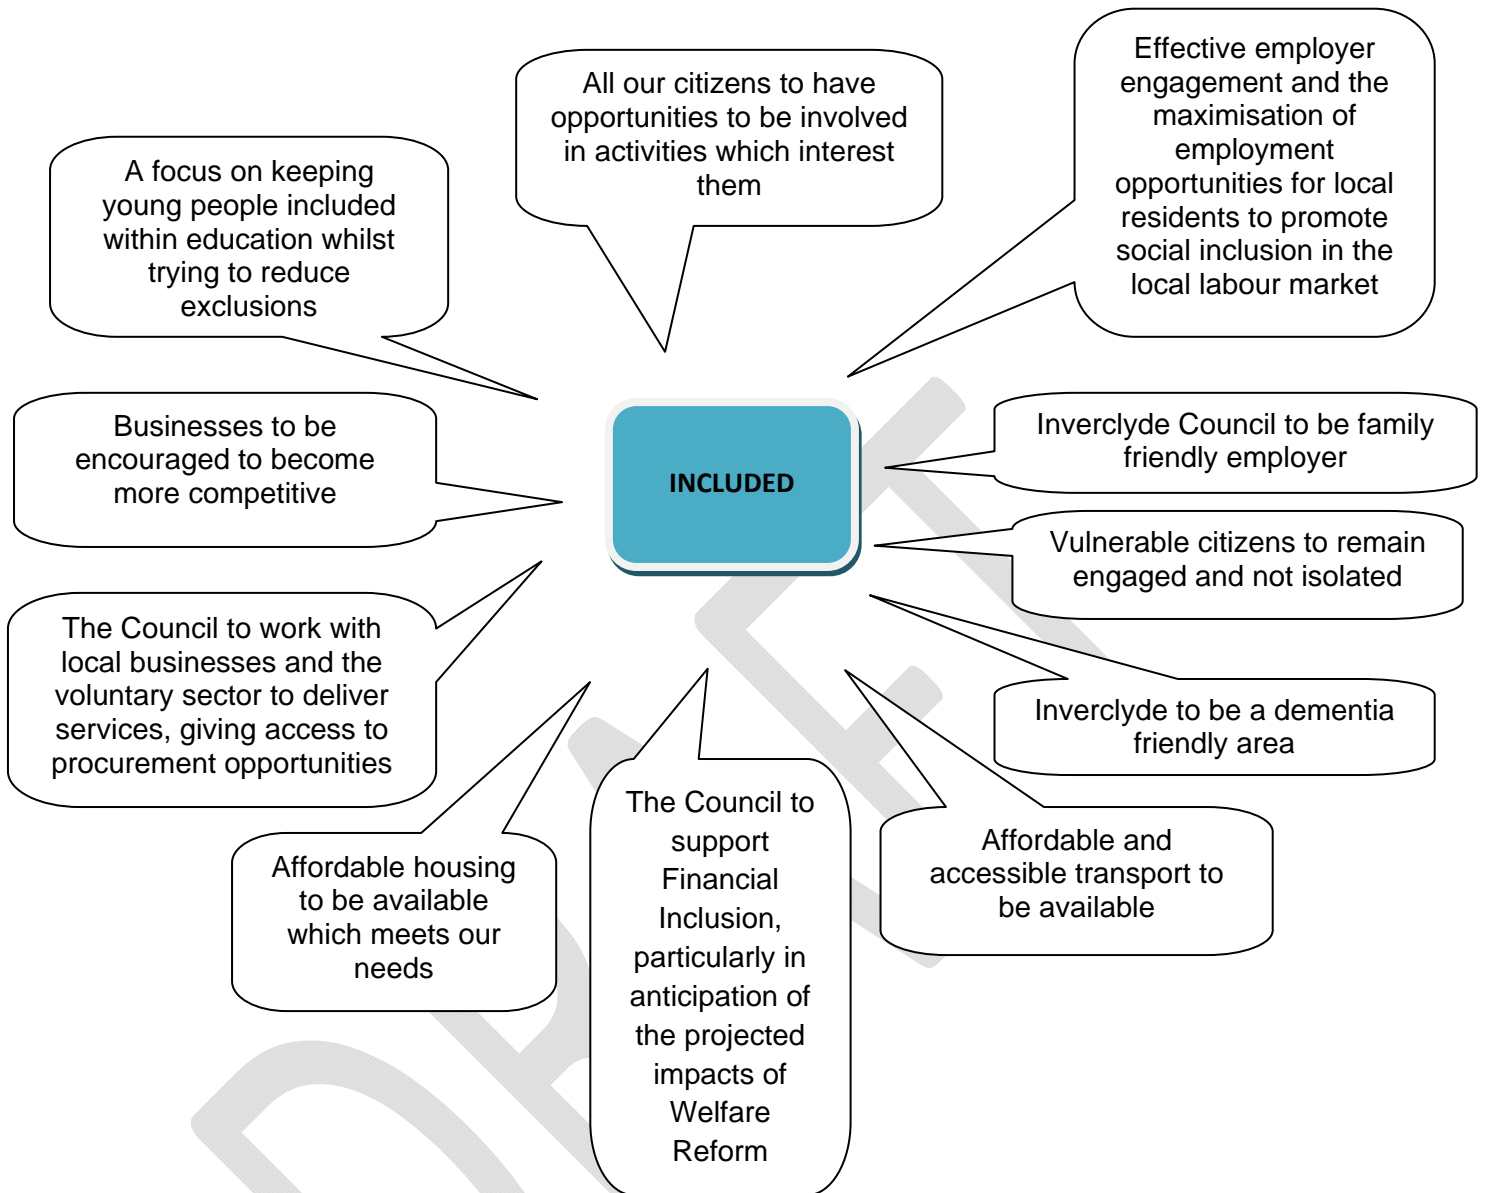 All our citizens to have
opportunities to be involved
in activities which interest
them
Effective employer
engagement and the
maximisation of
employment
opportunities for local
residents to promote
social inclusion in the
local labour market
A focus on keeping
young people included
within education whilst
trying to reduce
exclusions
Businesses to be
encouraged to become
more competitive
INCLUDED
Inverclyde Council to be family
friendly employer
Vulnerable citizens to remain
engaged and not isolated
The Council to work with
local businesses and the
voluntary sector to deliver
services, giving access to
procurement opportunities
Inverclyde to be a dementia
friendly area
Affordable housing
to be available
which meets our
needs
The Council to
support
Financial
Inclusion,
particularly in
anticipation of
the projected
impacts of
Welfare
Reform
Affordable and
accessible transport to
be available
DRAFT